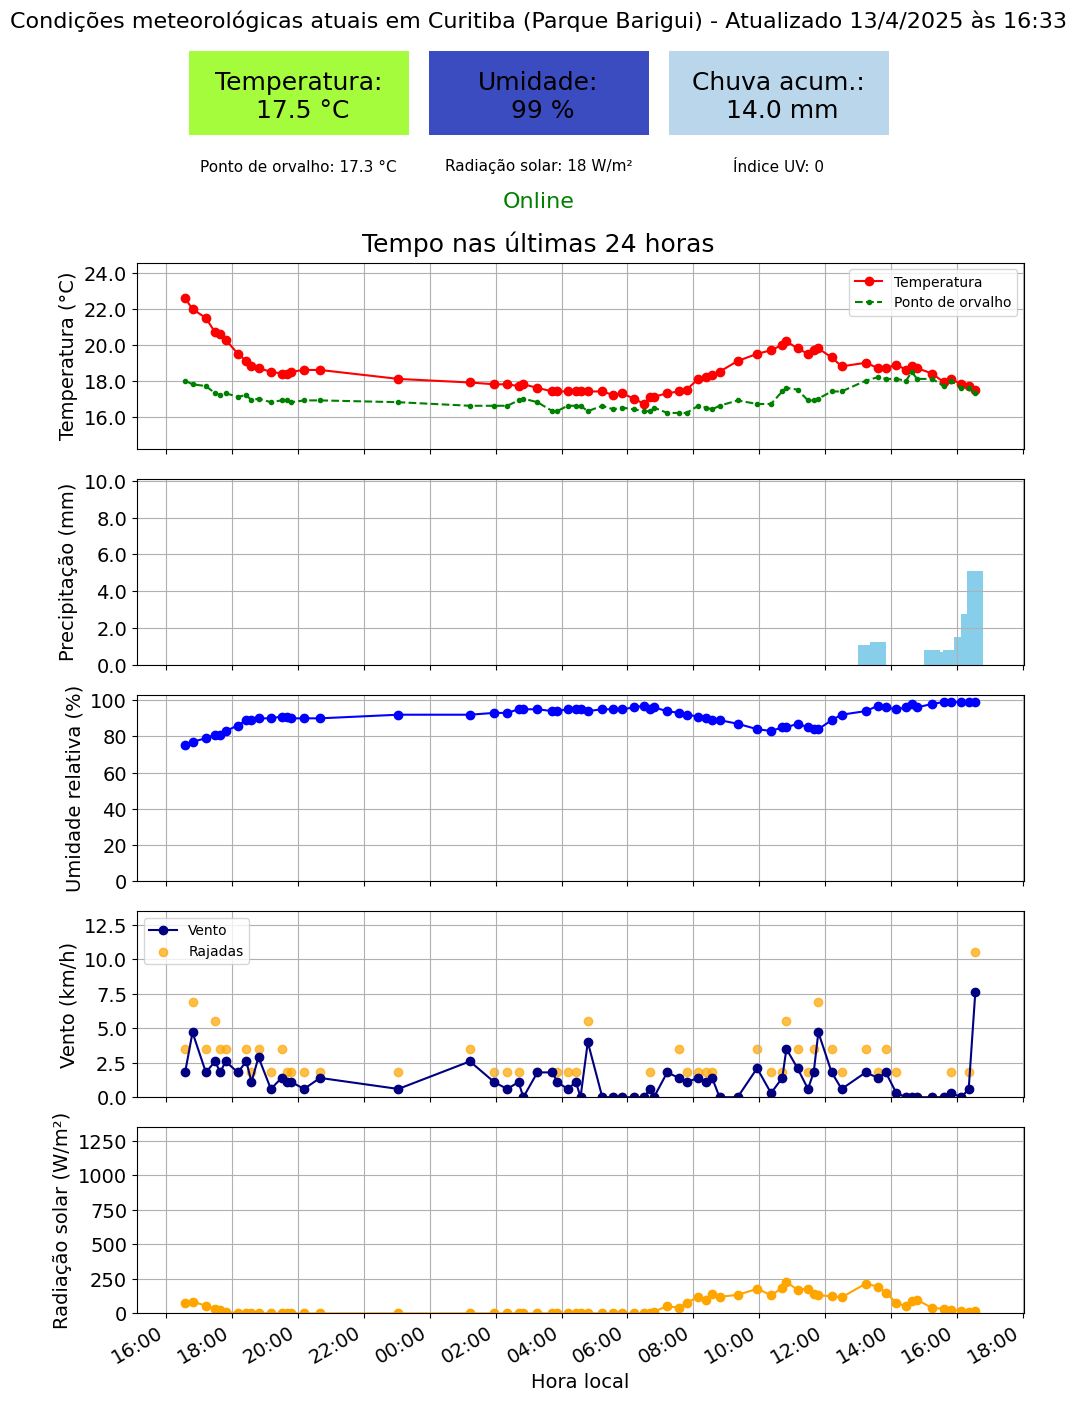 Condições meteorológicas atuais em Curitiba (Parque Barigui) - Atualizado 13/4/2025 às 16:33
Temperatura:
17.5 °C
Umidade:
99 %
Chuva acum.:
14.0 mm
Ponto de orvalho: 17.3 °C
Radiação solar: 18 W/m²
Índice UV: 0
Online
Tempo nas últimas 24 horas
Temperatura (°C)
24.0
22.0
20.0
18.0
16.0
Temperatura
Ponto de orvalho
Precipitação (mm)
10.0
8.0
6.0
4.0
2.0
0.0
Umidade relativa (%)
100
80
60
40
20
0
Vento (km/h)
12.5
10.0
7.5
5.0
2.5
0.0
Vento
Rajadas
Radiação solar (W/m²)
1250
1000
750
500
250
0
16:00
18:00
20:00
22:00
00:00
02:00
04:00
06:00
08:00
10:00
12:00
14:00
16:00
18:00
Hora local